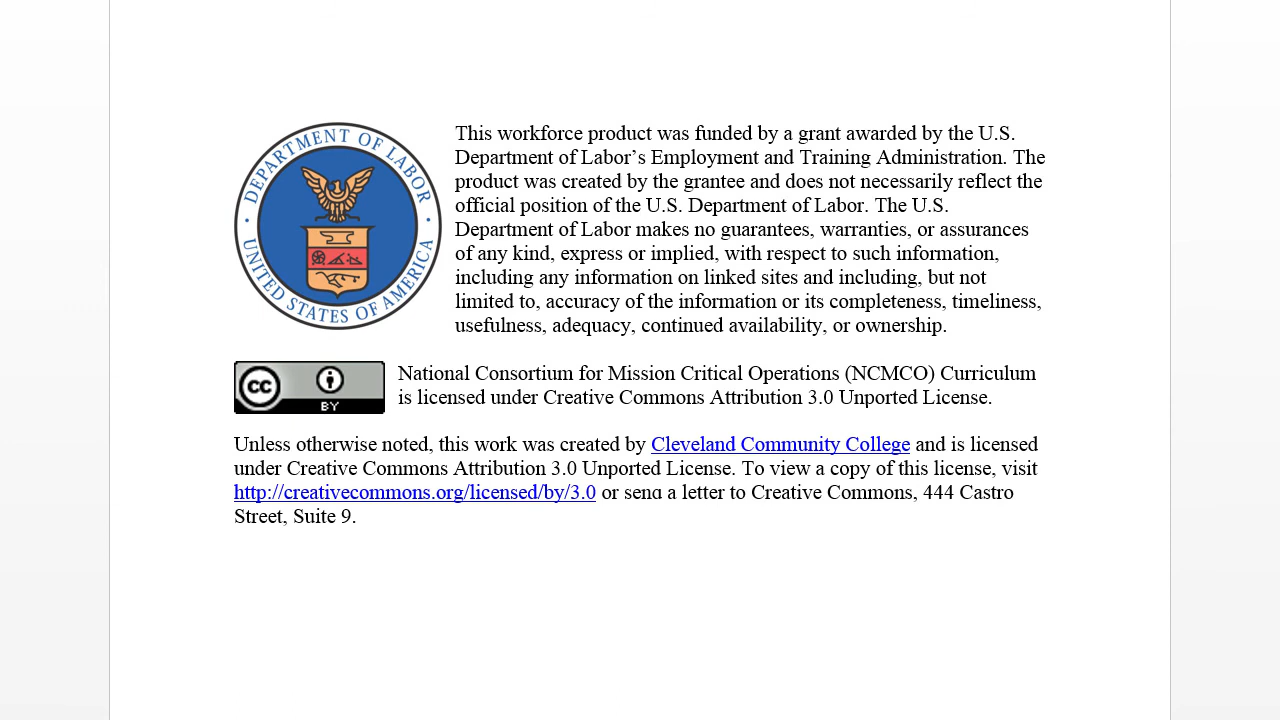 DEPARTMENT OF LABOR
UNITED STATES OF AMERICA
This workforce product was funded by a grant awarded by the U.S.
Department of Labor’s Employment and Training Administration. The
product was created by the grantee and does not necessarily reflect the
official position of the U.S. Department of Labor. The U.S.
Department of Labor makes no guarantees, warranties, or assurances
of any kind, express or implied, with respect to such information,
including any information on linked sites and including, but not
limited to, accuracy of the information or its completeness, timeliness,
usefulness, adequacy, continued availability, or ownership.
cc
BY
National Consortium for Mission Critical Operations (NCMCO) Curriculum
is licensed under Creative Commons Attribution 3.0 Unported License.
Unless otherwise noted, this work was created by Cleveland Community College and is licensed
under Creative Commons Attribution 3.0 Unported License. To view a copy of this license, visit
http://creativecommons.org/licensed/by/3.0 or send a letter to Creative Commons, 444 Castro
Street, Suite 9.